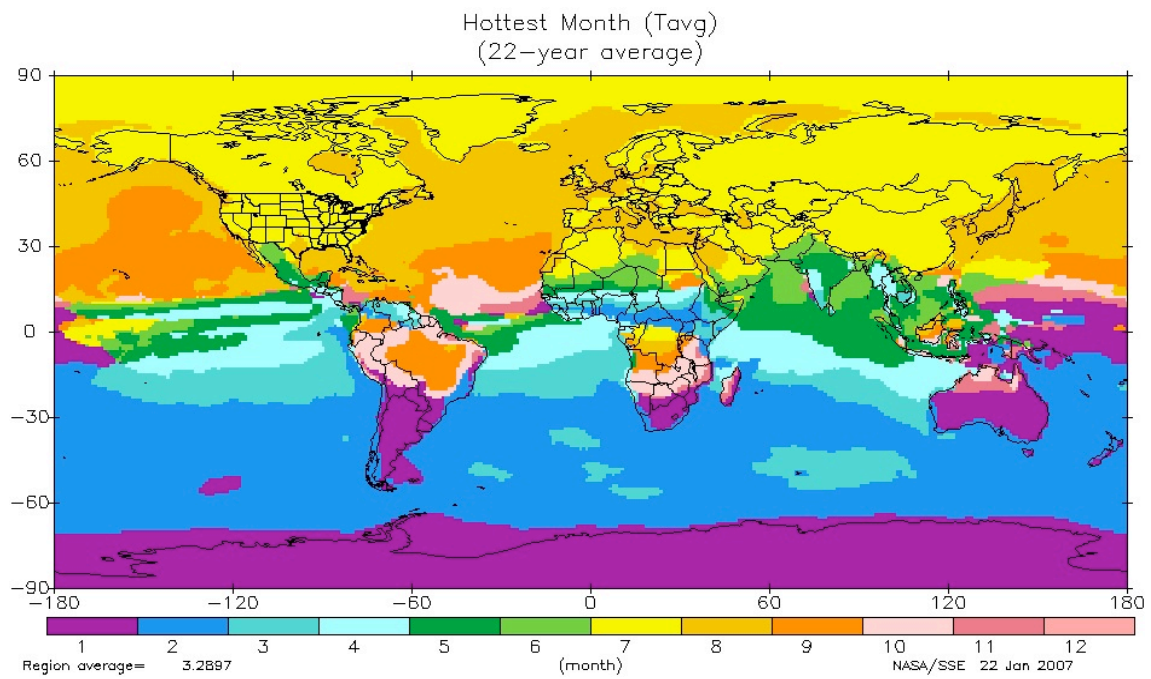 Hottest Month (Tavg)
(22-year average)
90
60
30
0
-30
-60
-90
-180 -120 -60 0 60 120 180
1 2 3 4 5 6 7 8 9 10 11 12
Region average= 3.2897 (month) NASA/SSE 22 Jan 2007